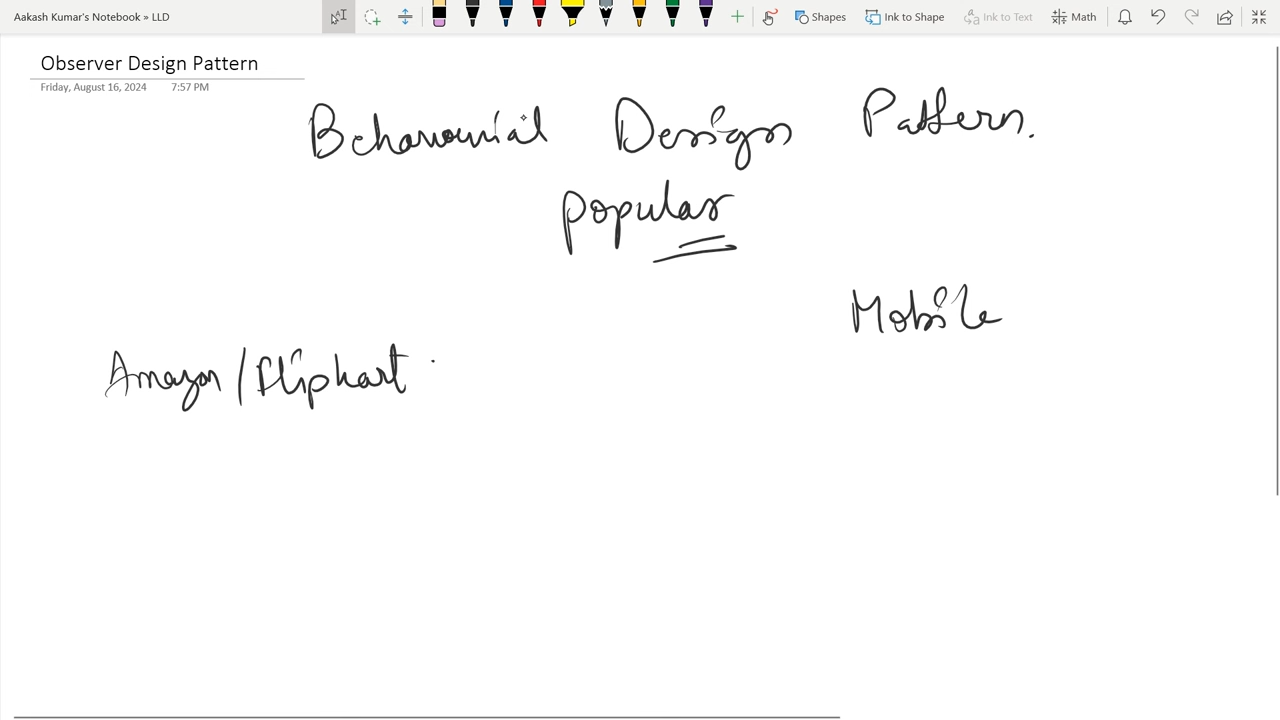 Aakash Kumar's Notebook » LLD
Shapes Ink to Shape Ink to Text Math
Observer Design Pattern
Friday, August 16, 2024 7:57 PM
Behavourial Design Pattern.
popular
Mobile
Amazon/Flipkart